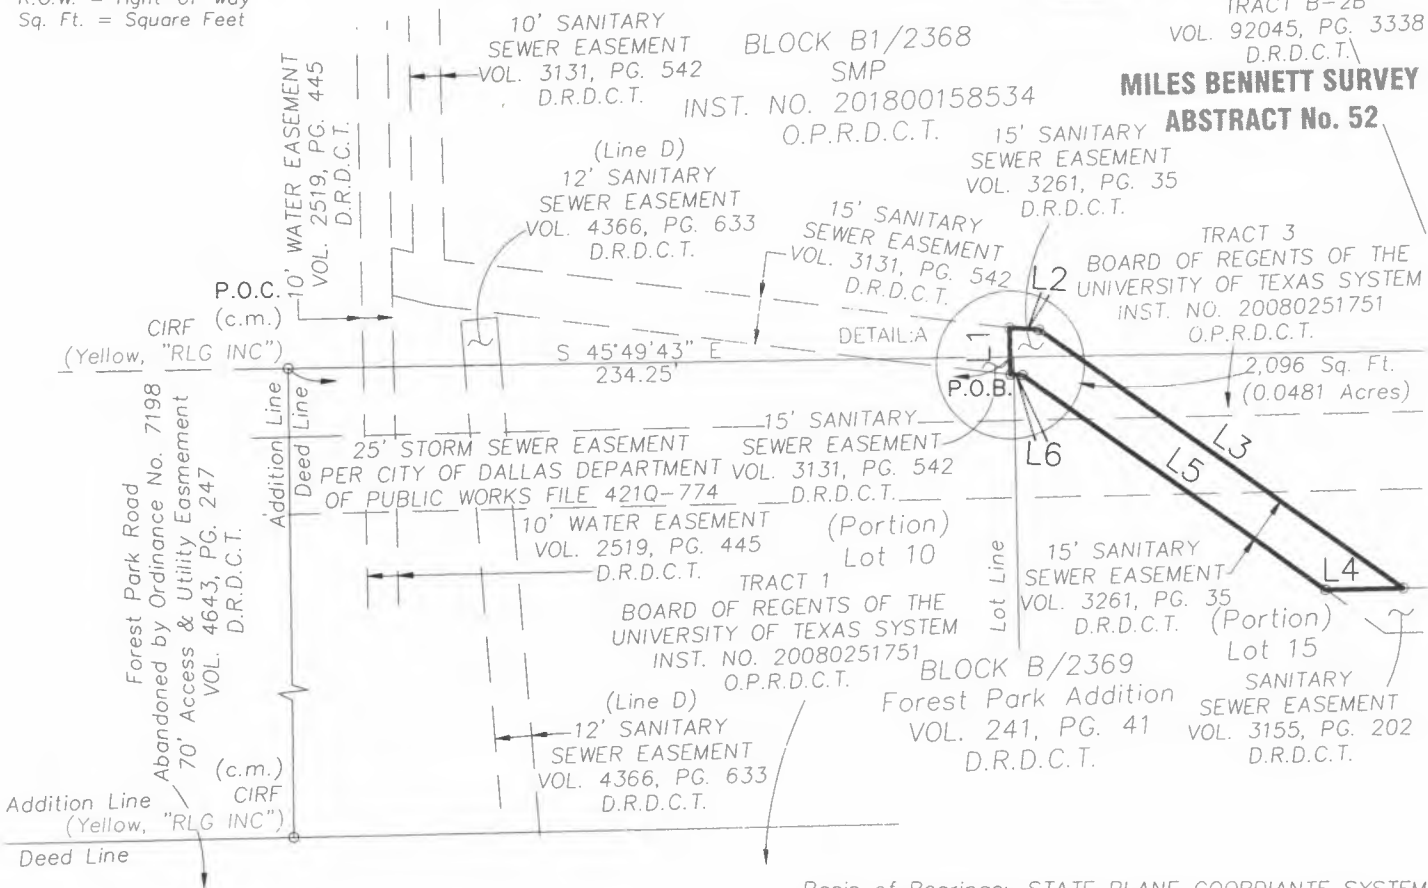 R.O.W. = Right of Way
Sq. Ft. = Square Feet
10' SANITARY
SEWER EASEMENT
VOL. 3131, PG. 542
D.R.D.C.T.
BLOCK B1/2368
SMP
INST. NO. 201800158534
O.P.R.D.C.T.
TRACT B-2B
VOL. 92045, PG. 3338
D.R.D.C.T.
MILES BENNETT SURVEY
ABSTRACT No. 52
10' WATER EASEMENT
VOL. 2519, PG. 445
D.R.D.C.T.
(Line D)
12' SANITARY
SEWER EASEMENT
VOL. 4366, PG. 633
D.R.D.C.T.
15' SANITARY
SEWER EASEMENT
VOL. 3131, PG. 542
D.R.D.C.T.
15' SANITARY
SEWER EASEMENT
VOL. 3261, PG. 35
D.R.D.C.T.
TRACT 3
BOARD OF REGENTS OF THE
UNIVERSITY OF TEXAS SYSTEM
INST. NO. 20080251751
O.P.R.D.C.T.
2,096 Sq. Ft.
(0.0481 Acres)
P.O.C.
(c.m.)
CIRF
(Yellow, "RLG INC")
S 45°49'43" E
234.25'
DETAIL:A
L1
L2
P.O.B.
L3
L5
L6
L4
Addition Line
Deed Line
25' STORM SEWER EASEMENT
PER CITY OF DALLAS DEPARTMENT
OF PUBLIC WORKS FILE 421Q-774
15' SANITARY
SEWER EASEMENT
VOL. 3131, PG. 542
D.R.D.C.T.
Forest Park Road
Abandoned by Ordinance No. 7198
70' Access & Utility Easmement
VOL. 4643, PG. 247
D.R.D.C.T.
10' WATER EASEMENT
VOL. 2519, PG. 445
D.R.D.C.T.
(Portion)
Lot 10
Lot Line
TRACT 1
BOARD OF REGENTS OF THE
UNIVERSITY OF TEXAS SYSTEM
INST. NO. 20080251751
O.P.R.D.C.T.
15' SANITARY
SEWER EASEMENT
VOL. 3261, PG. 35
D.R.D.C.T.
(Portion)
Lot 15
BLOCK B/2369
Forest Park Addition
VOL. 241, PG. 41
D.R.D.C.T.
SANITARY
SEWER EASEMENT
VOL. 3155, PG. 202
D.R.D.C.T.
(Line D)
12' SANITARY
SEWER EASEMENT
VOL. 4366, PG. 633
D.R.D.C.T.
(c.m.)
CIRF
(Yellow, "RLG INC")
Addition Line
Deed Line
Basis of Bearings: STATE PLANE COORDIANTE SYSTEM